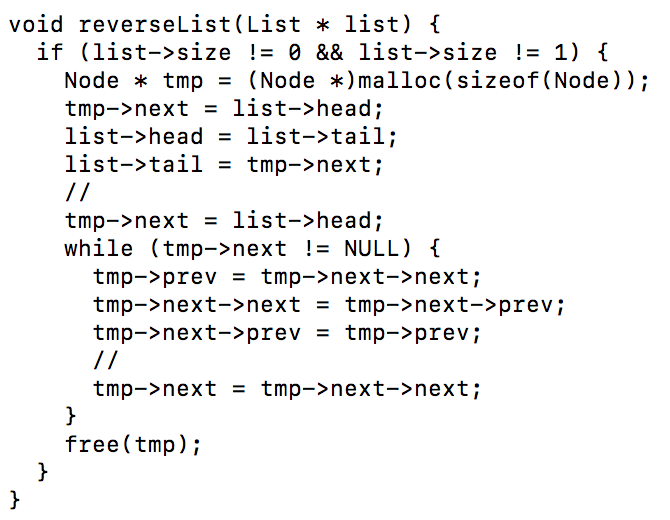 void reverseList(List * list) {
  if (list->size != 0 && list->size != 1) {
    Node * tmp = (Node *)malloc(sizeof(Node));
    tmp->next = list->head;
    list->head = list->tail;
    list->tail = tmp->next;
    //
    tmp->next = list->head;
    while (tmp->next != NULL) {
      tmp->prev = tmp->next->next;
      tmp->next->next = tmp->next->prev;
      tmp->next->prev = tmp->prev;
      //
      tmp->next = tmp->next->next;
    }
    free(tmp);
  }
}